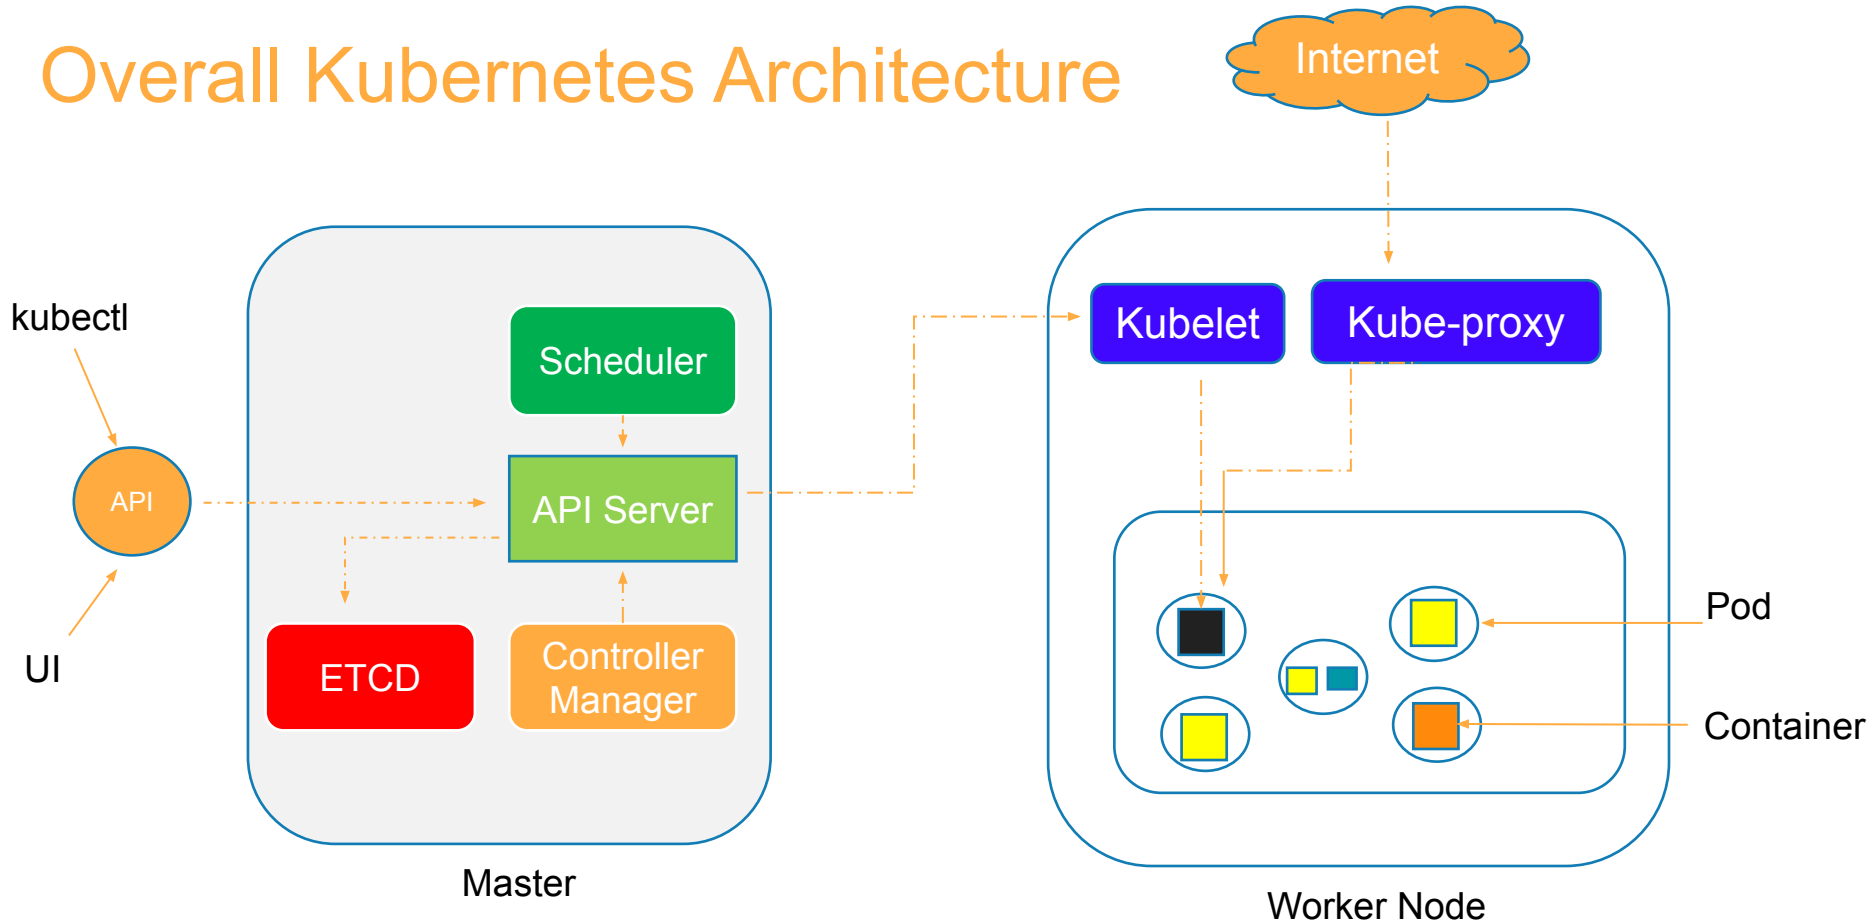 Overall Kubernetes Architecture
Internet
kubectl
API
UI
Scheduler
API Server
ETCD
Controller
Manager
Master
Kubelet
Kube-proxy
Pod
Container
Worker Node